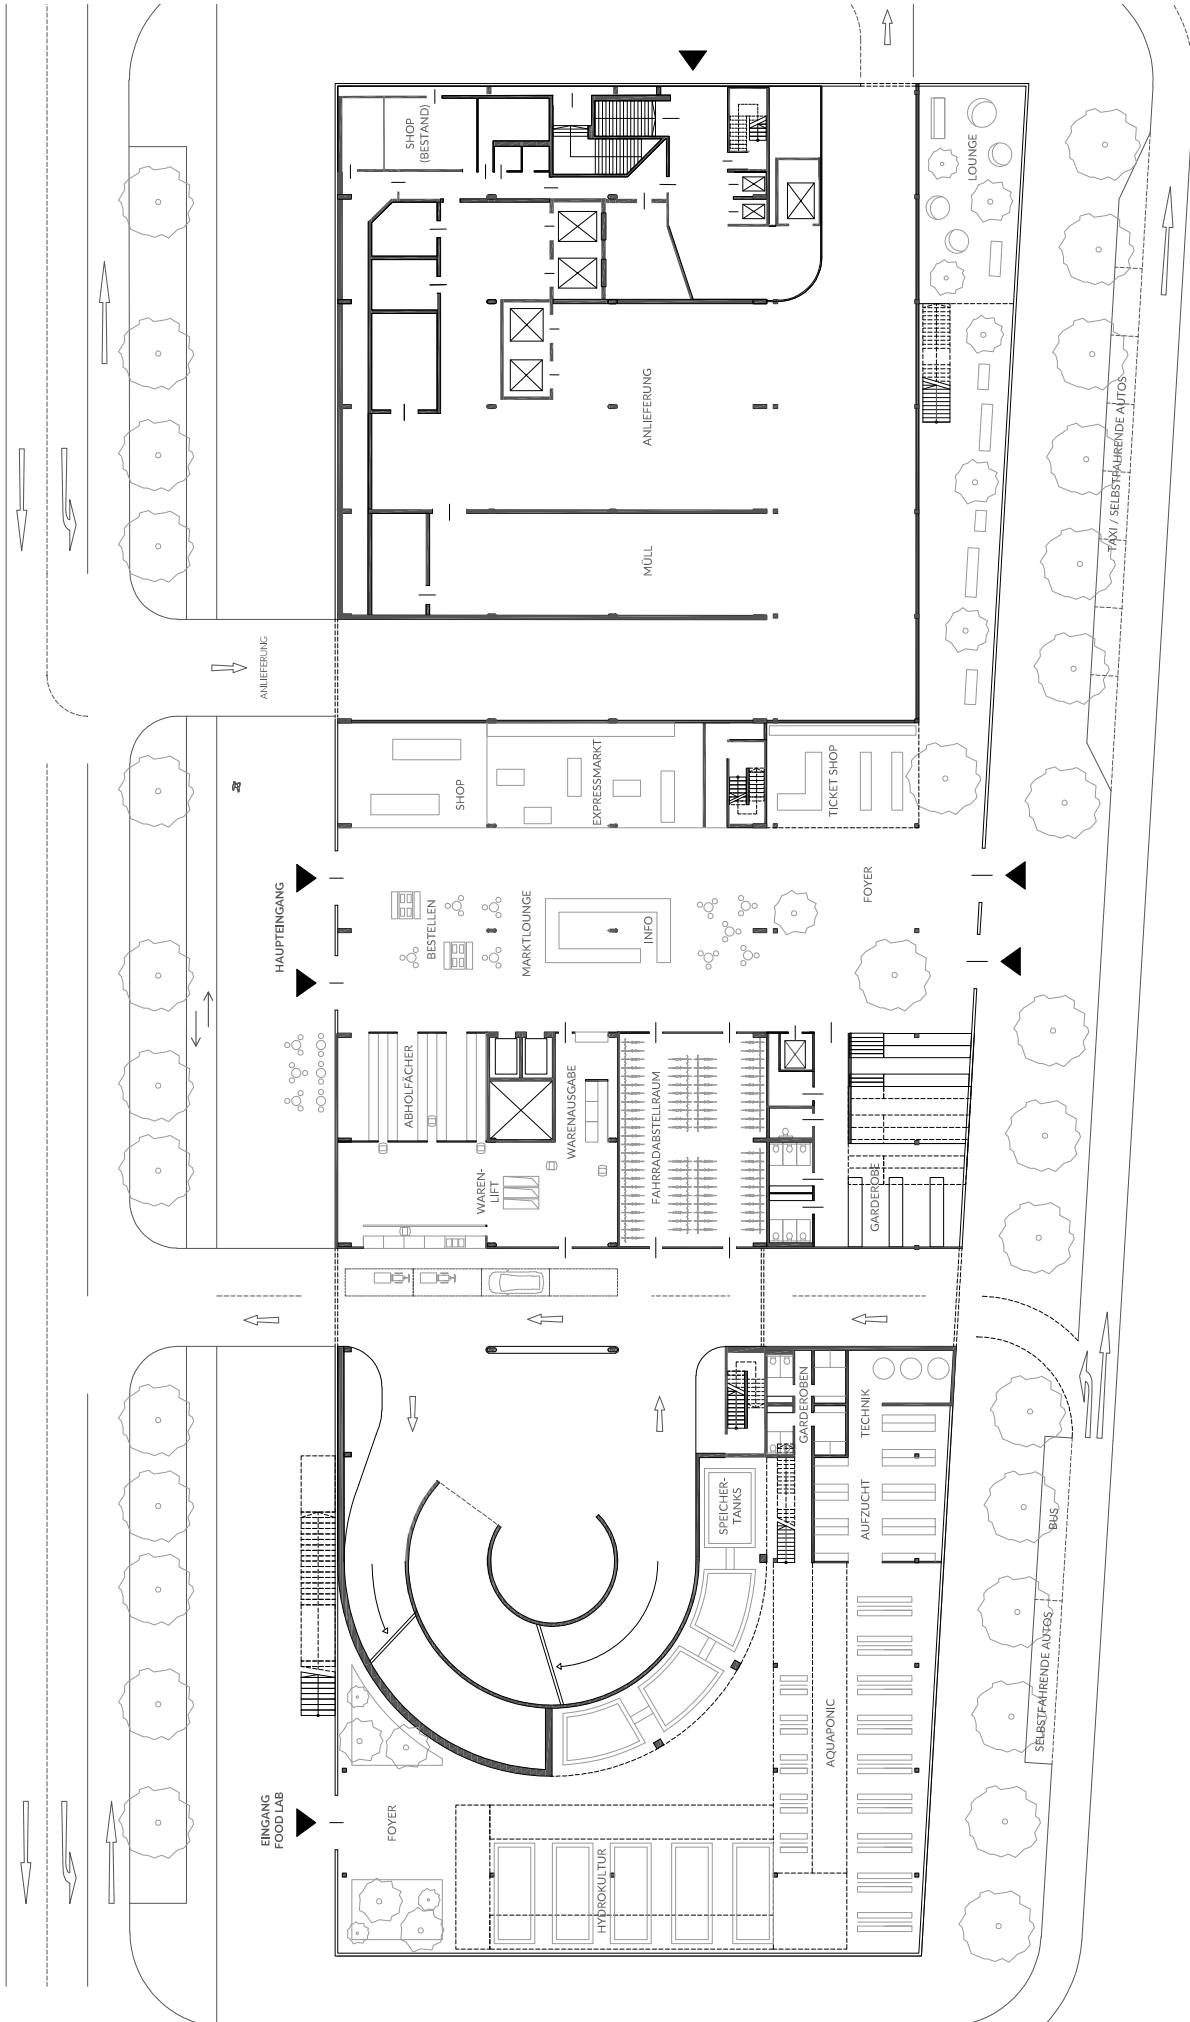 SHOP
(BESTAND)
LOUNGE
ANLIEFERUNG
TAXI / SELBSTFAHRENDE AUTOS
MÜLL
ANLIEFERUNG
SHOP
EXPRESSMARKT
TICKET SHOP
HAUPTEINGANG
BESTELLEN
MARKTLOUNGE
INFO
FOYER
ABHOLFÄCHER
WARENAUSGABE
FAHRRADABSTELLRAUM
WAREN-
LIFT
GARDEROBE
GARDEROBEN
TECHNIK
SPEICHER-
TANKS
AUFZUCHT
BUS
SELBSTFAHRENDE AUTOS
AQUAPONIC
EINGANG
FOOD LAB
FOYER
HYDROKULTUR